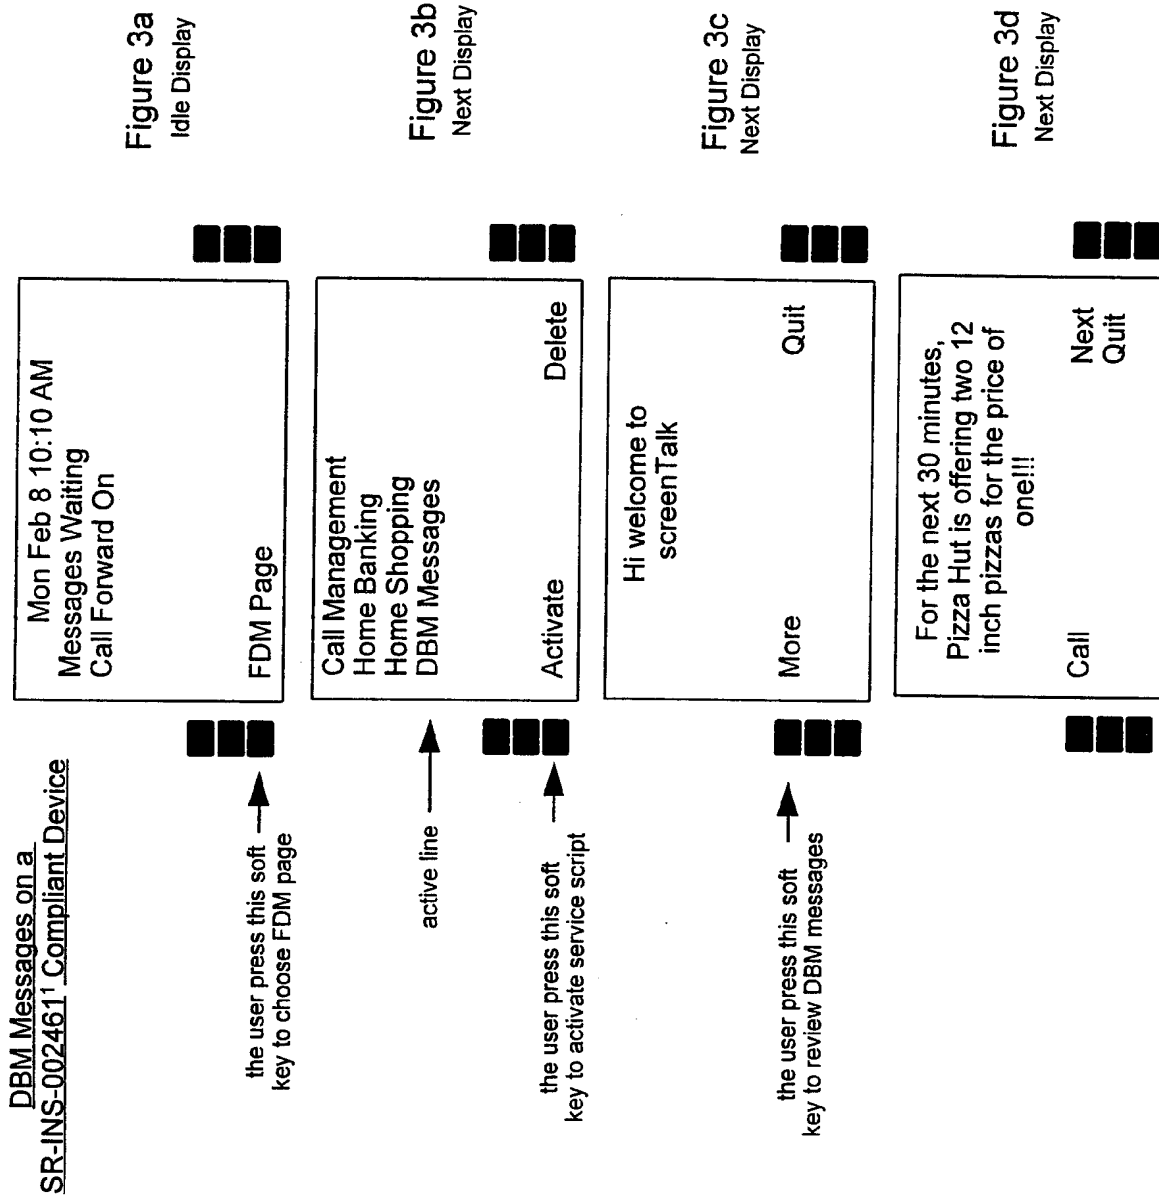 DBM Messages on a
SR-INS-002461¹ Compliant Device
Mon Feb 8 10:10 AM
Messages Waiting
Call Forward On
FDM Page
the user press this soft
key to choose FDM page
Figure 3a
Idle Display
Call Management
Home Banking
Home Shopping
DBM Messages
Activate Delete
active line
the user press this soft
key to activate service script
Figure 3b
Next Display
Hi welcome to
screenTalk
More Quit
the user press this soft
key to review DBM messages
Figure 3c
Next Display
For the next 30 minutes,
Pizza Hut is offering two 12
inch pizzas for the price of
one!!!
Call Next
Quit
Figure 3d
Next Display